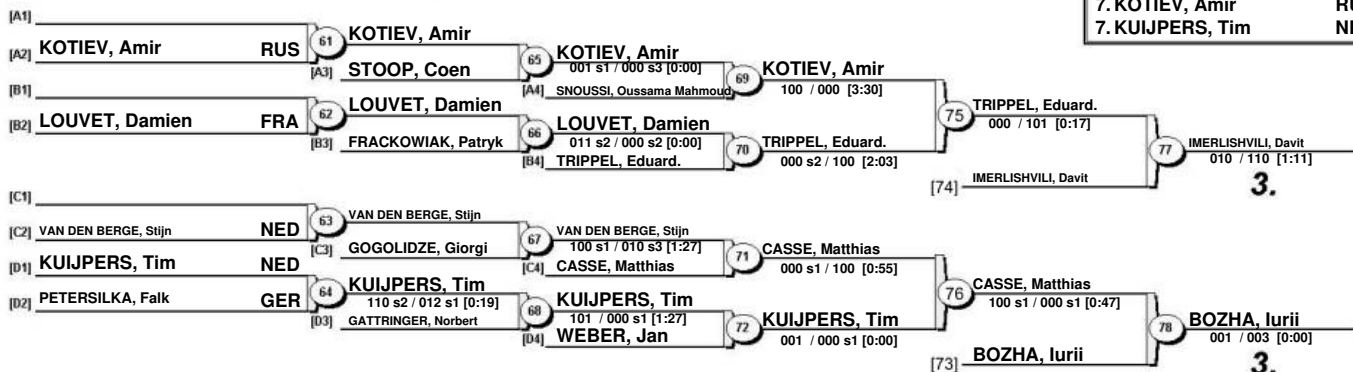 7. KOTIEV, Amir RU
7. KUIJPERS, Tim NE
[A1]
[A2] KOTIEV, Amir RUS
61 KOTIEV, Amir
[A3] STOOP, Coen
65 KOTIEV, Amir
001 s1 / 000 s3 [0:00]
[A4] SNOUSSI, Oussama Mahmoud
69 KOTIEV, Amir
100 / 000 [3:30]
[B1]
[B2] LOUVET, Damien FRA
62 LOUVET, Damien
[B3] FRACKOWIAK, Patryk
66 LOUVET, Damien
011 s2 / 000 s2 [0:00]
[B4] TRIPPEL, Eduard.
70 TRIPPEL, Eduard.
000 s2 / 100 [2:03]
75 TRIPPEL, Eduard.
000 / 101 [0:17]
[74] IMERLISHVILI, Davit
77 IMERLISHVILI, Davit
010 / 110 [1:11]
3.
[C1]
[C2] VAN DEN BERGE, Stijn NED
63 VAN DEN BERGE, Stijn
[C3] GOGOLIDZE, Giorgi
67 VAN DEN BERGE, Stijn
100 s1 / 010 s3 [1:27]
[C4] CASSE, Matthias
71 CASSE, Matthias
000 s1 / 100 [0:55]
[D1] KUIJPERS, Tim NED
[D2] PETERSILKA, Falk GER
64 KUIJPERS, Tim
110 s2 / 012 s1 [0:19]
[D3] GATTRINGER, Norbert
68 KUIJPERS, Tim
101 / 000 s1 [1:27]
[D4] WEBER, Jan
72 KUIJPERS, Tim
001 / 000 s1 [0:00]
76 CASSE, Matthias
100 s1 / 000 s1 [0:47]
[73] BOZHA, Iurii
78 BOZHA, Iurii
001 / 003 [0:00]
3.